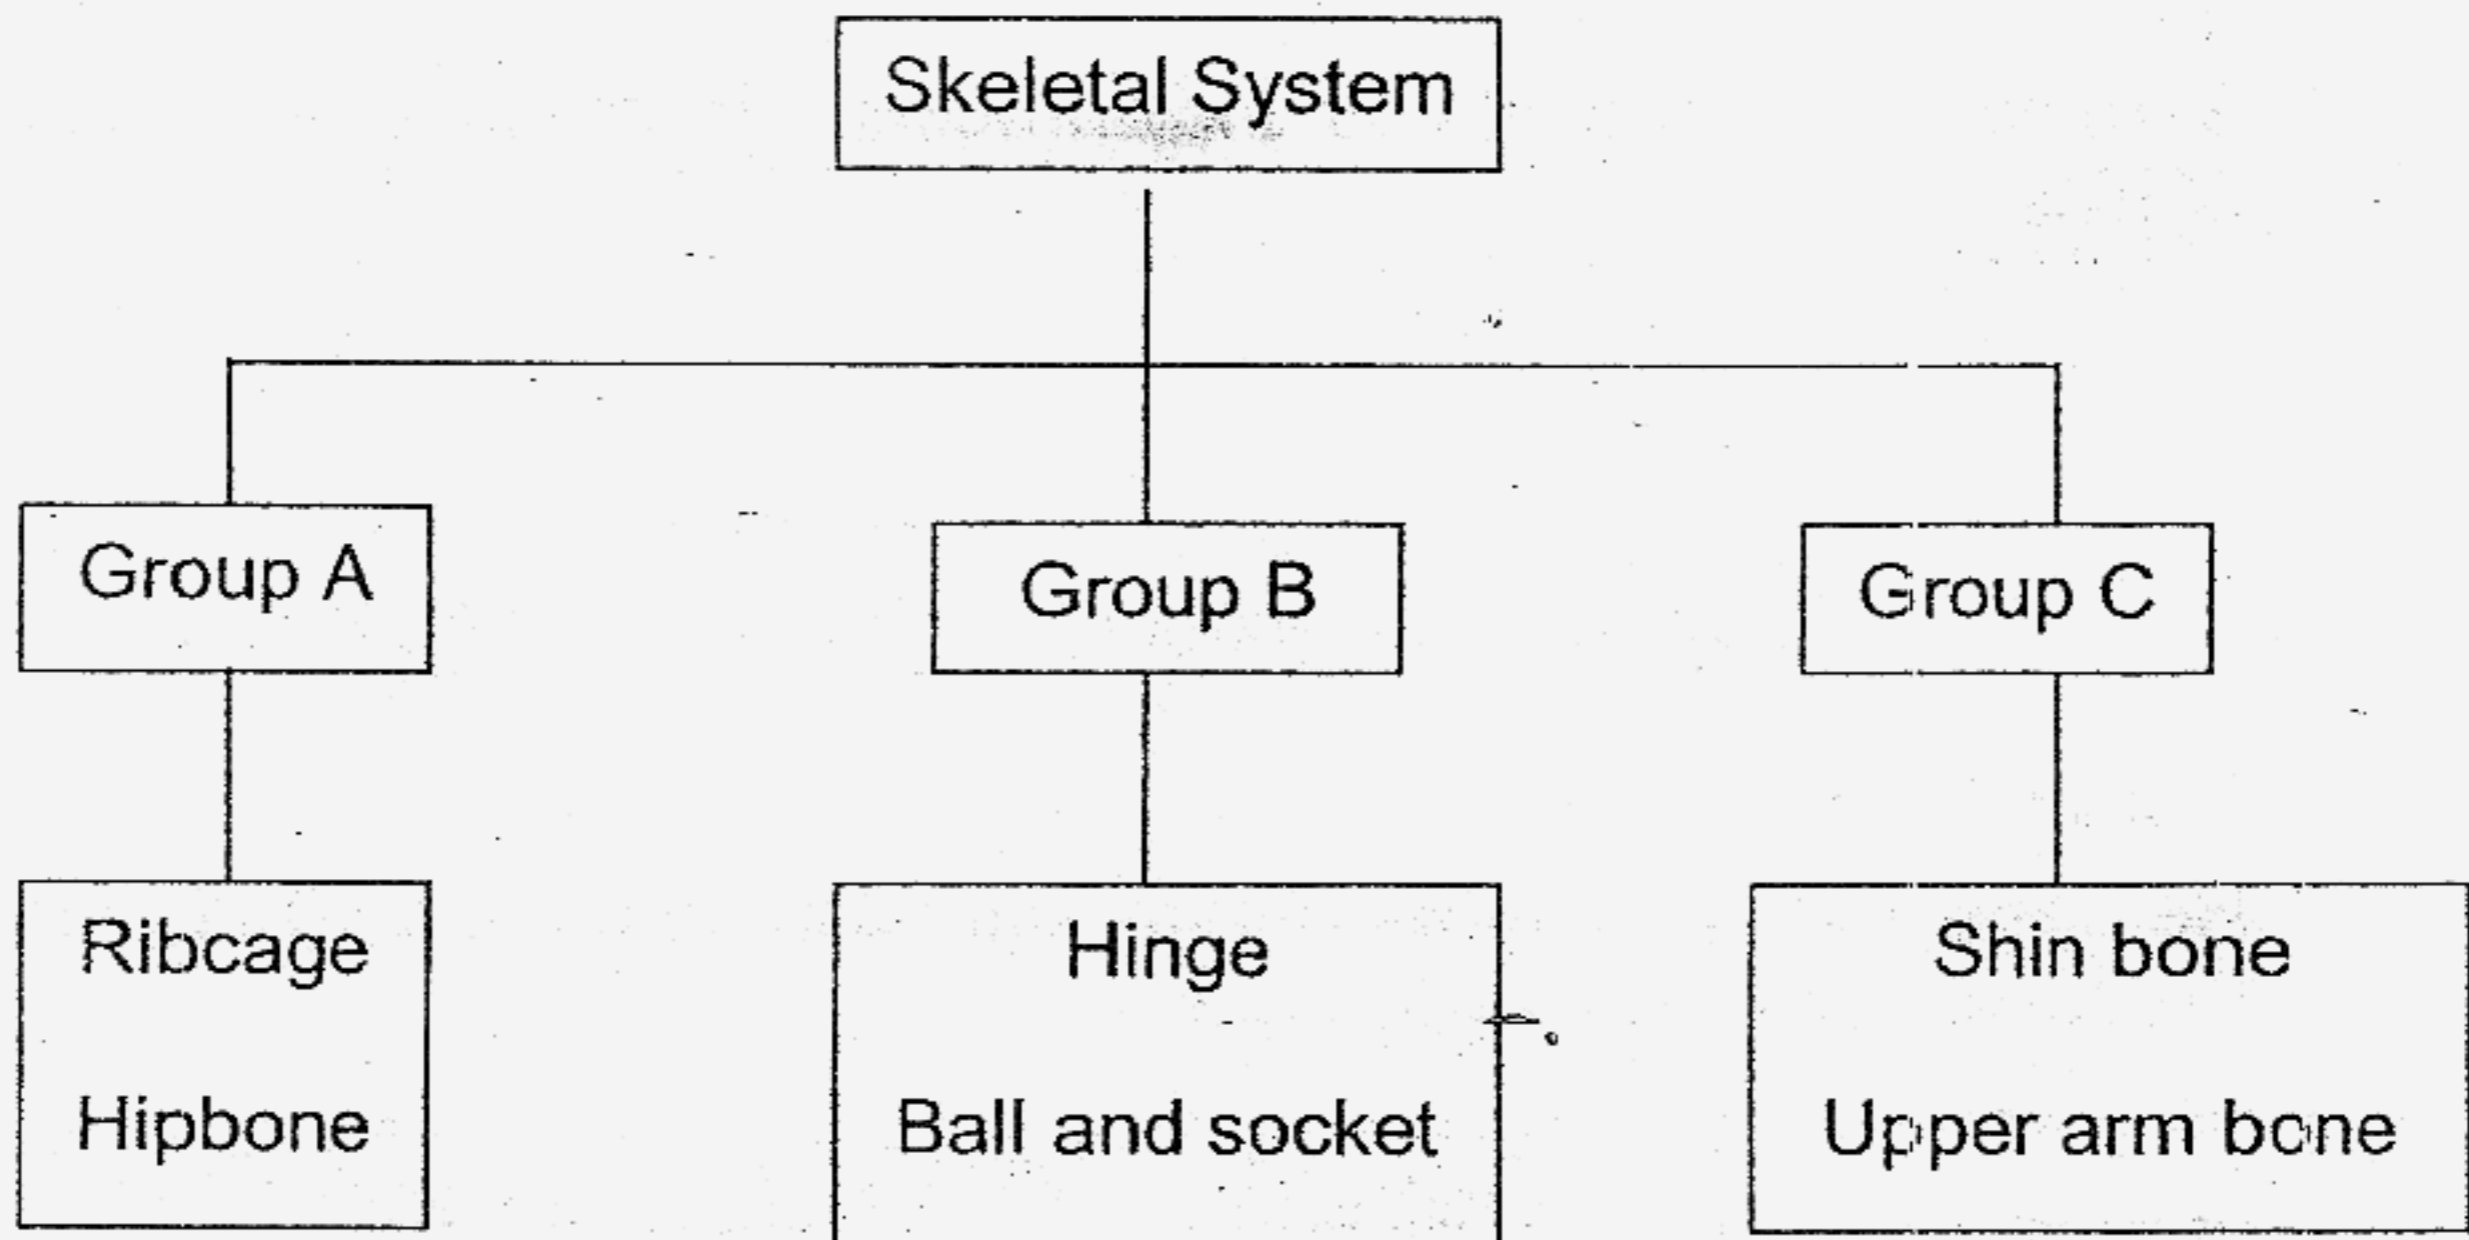 Skeletal System
Group A
Group B
Group C
Ribcage
Hipbone
Hinge
Ball and socket
Shin bone
Upper arm bone